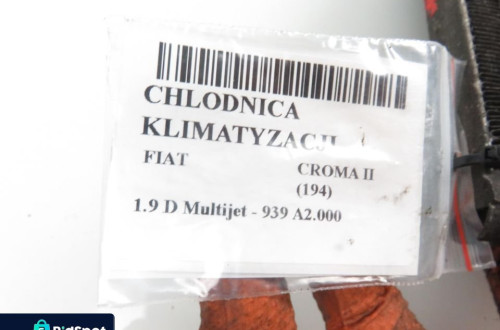 CHLODNICA
KLIMATYZACJI
FIAT CROMA II
(194)
1.9 D Multijet - 939 A2.000